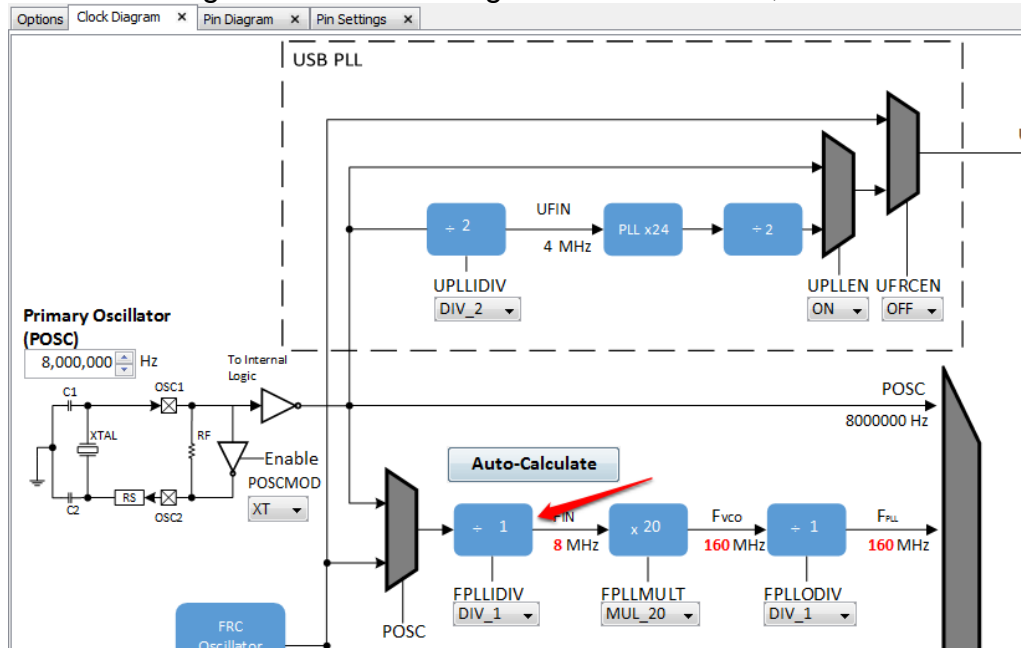 Options Clock Diagram × Pin Diagram × Pin Settings ×
USB PLL
÷ 2
UFIN
4 MHz
PLL x24
÷ 2
UPLLIDIV
DIV_2
UPLLEN UFRCEN
ON OFF
Primary Oscillator
(POSC)
8,000,000 Hz
To Internal
Logic
C1
OSC1
XTAL
RF
Enable
POSCMOD
XT
RS
C2
OSC2
POSC
8000000 Hz
Auto-Calculate
÷ 1
8 MHz
x 20
Fvco
160 MHz
÷ 1
FPLL
160 MHz
FPLLIDIV
DIV_1
FPLLMULT
MUL_20
FPLLODIV
DIV_1
POSC
FRC
Oscillator